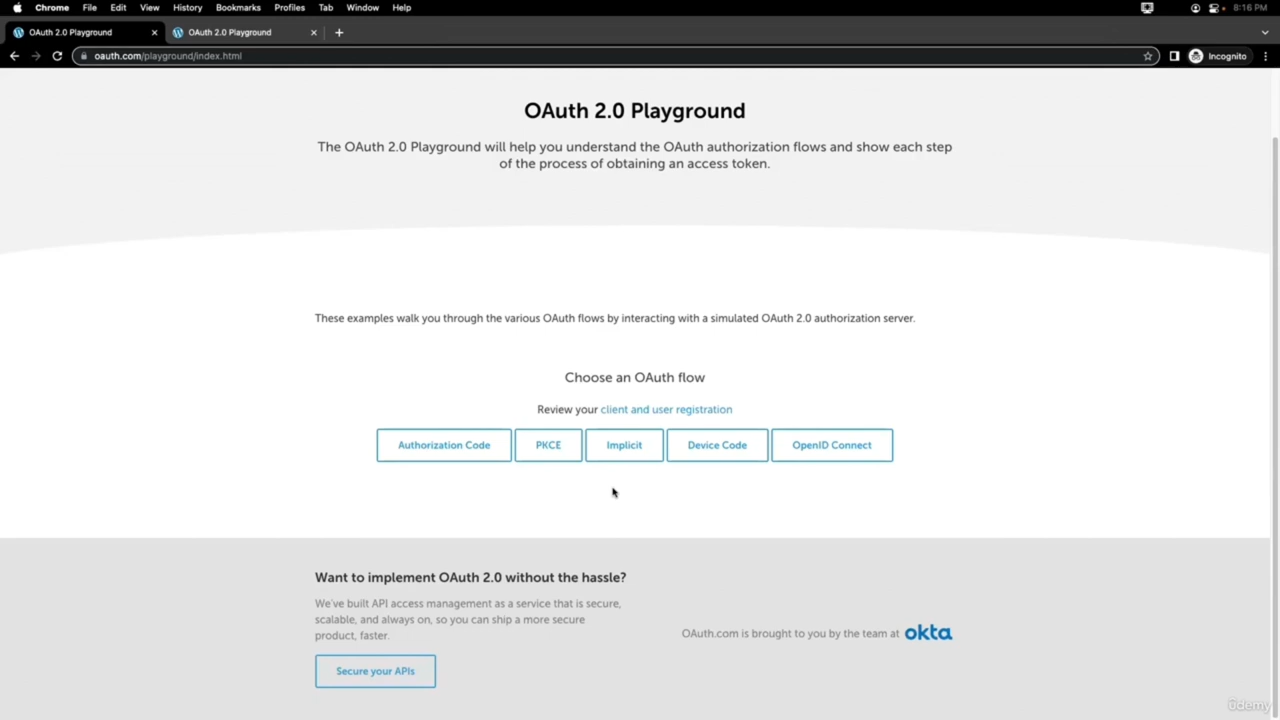 Chrome File Edit View History Bookmarks Profiles Tab Window Help 8:16 PM
OAuth 2.0 Playground OAuth 2.0 Playground
oauth.com/playground/index.html Incognito
OAuth 2.0 Playground
The OAuth 2.0 Playground will help you understand the OAuth authorization flows and show each step
of the process of obtaining an access token.
These examples walk you through the various OAuth flows by interacting with a simulated OAuth 2.0 authorization server.
Choose an OAuth flow
Review your client and user registration
Authorization Code PKCE Implicit Device Code OpenID Connect
Want to implement OAuth 2.0 without the hassle?
We've built API access management as a service that is secure,
scalable, and always on, so you can ship a more secure
product, faster.
OAuth.com is brought to you by the team at okta
Secure your APIs
ûdemy